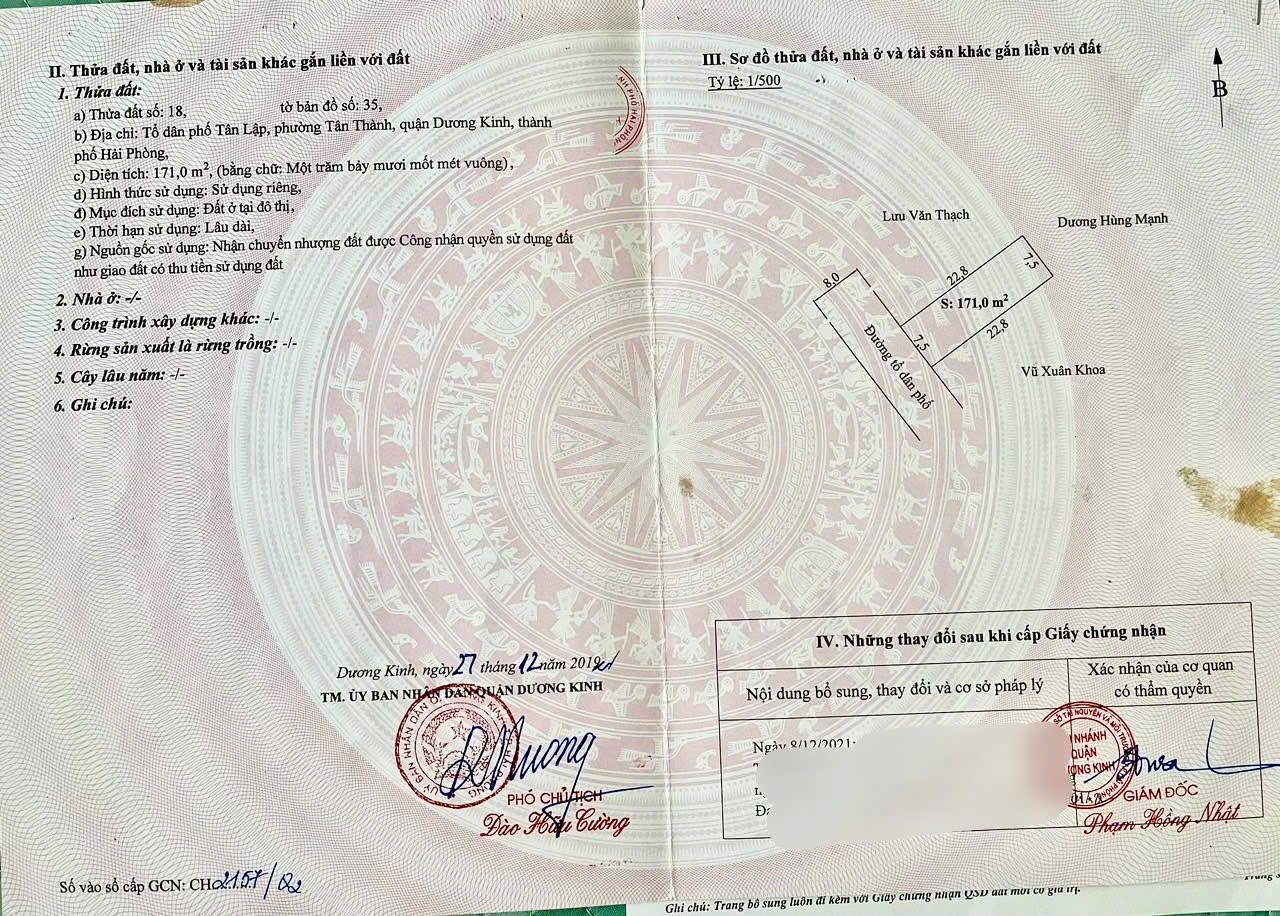 II. Thửa đất, nhà ở và tài sản khác gắn liền với đất
1. Thửa đất:
a) Thửa đất số: 18, tờ bản đồ số: 35,
b) Địa chỉ: Tổ dân phố Tân Lập, phường Tân Thành, quận Dương Kinh, thành
phố Hải Phòng,
c) Diện tích: 171,0 m², (bằng chữ: Một trăm bảy mươi mốt mét vuông),
d) Hình thức sử dụng: Sử dụng riêng,
đ) Mục đích sử dụng: Đất ở tại đô thị,
e) Thời hạn sử dụng: Lâu dài,
g) Nguồn gốc sử dụng: Nhận chuyển nhượng đất được Công nhận quyền sử dụng đất
như giao đất có thu tiền sử dụng đất
2. Nhà ở: -/-
3. Công trình xây dựng khác: -/-
4. Rừng sản xuất là rừng trồng: -/-
5. Cây lâu năm: -/-
6. Ghi chú:
Dương Kinh, ngày 27 tháng 12 năm 2019
TM. ỦY BAN NHÂN DÂN QUẬN DƯƠNG KINH
PHÓ CHỦ TỊCH
Đào Hữu Cường
Số vào sổ cấp GCN: CH02157/Q2
III. Sơ đồ thửa đất, nhà ở và tài sản khác gắn liền với đất
Tỷ lệ: 1/500
B
Lưu Văn Thạch
Dương Hùng Mạnh
8,0
22,8
7,5
S: 171,0 m²
7,5
22,8
Đường tổ dân phố
Vũ Xuân Khoa
IV. Những thay đổi sau khi cấp Giấy chứng nhận
Nội dung bổ sung, thay đổi và cơ sở pháp lý
Xác nhận của cơ quan
có thẩm quyền
Ngày 8/12/2021:
NHÁNH
QUẬN
GIÁM ĐỐC
Phạm Hồng Nhật
Ghi chú: Trang bổ sung luôn đi kèm với Giấy chứng nhận QSD đất mới có giá trị.